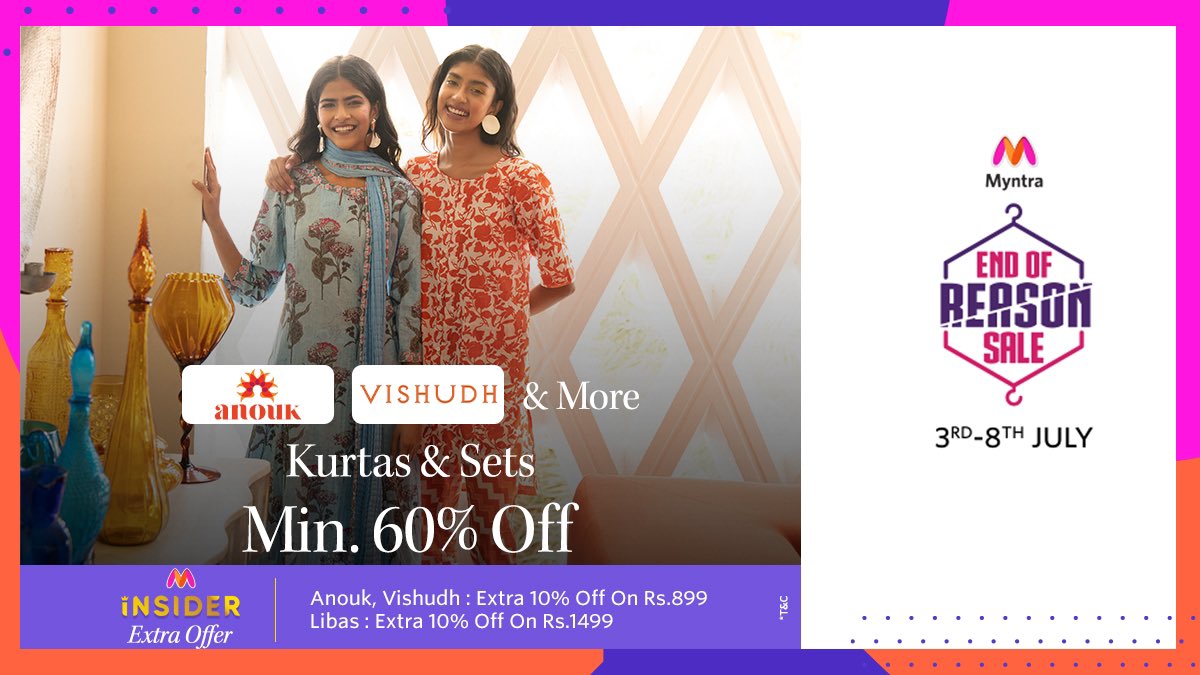 anouk
VISHUDH
& More
Kurtas & Sets
Min. 60% Off
INSIDER
Extra Offer
Anouk, Vishudh : Extra 10% Off On Rs.899
Libas : Extra 10% Off On Rs.1499
*T&C
Myntra
END OF
REASON
SALE
3RD-8TH JULY